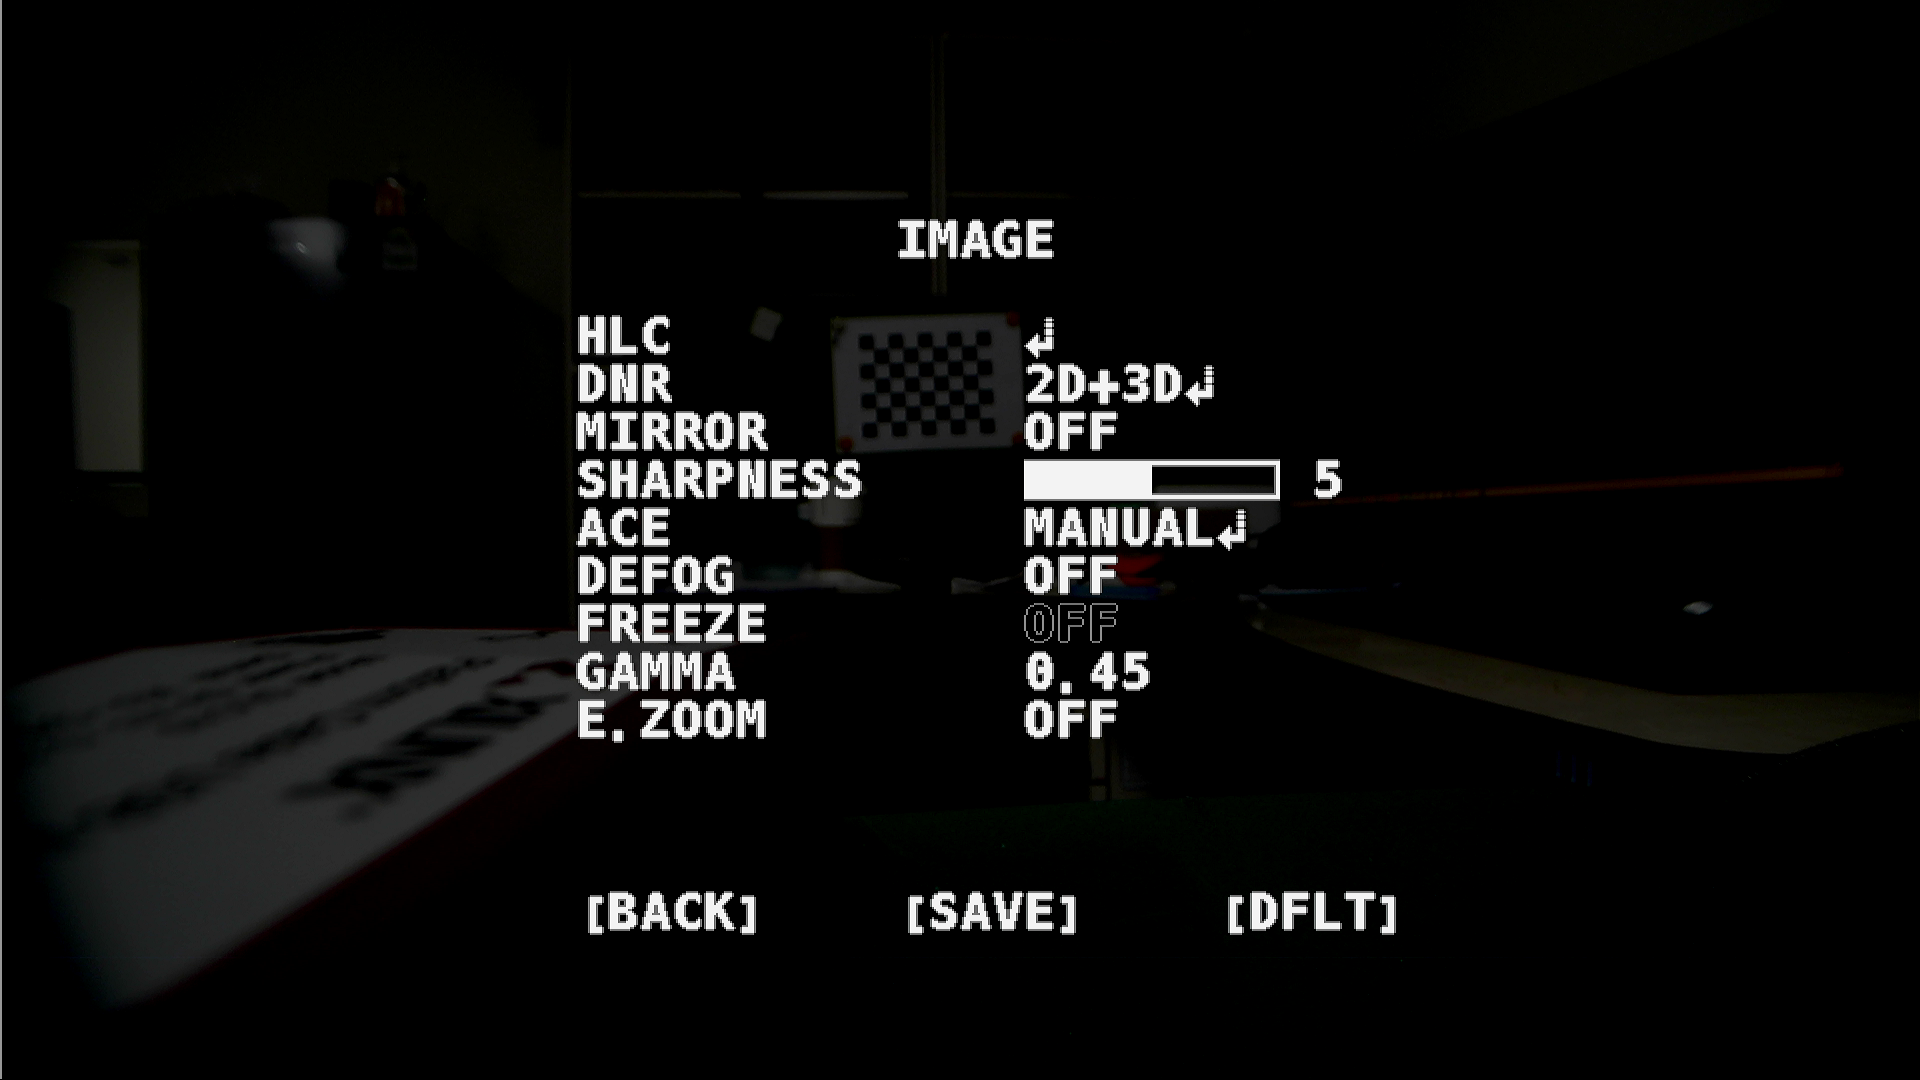 IMAGE
HLC ↲
DNR 2D+3D↲
MIRROR OFF
SHARPNESS 5
ACE MANUAL↲
DEFOG OFF
FREEZE OFF
GAMMA 0.45
E.ZOOM OFF
[BACK] [SAVE] [DFLT]